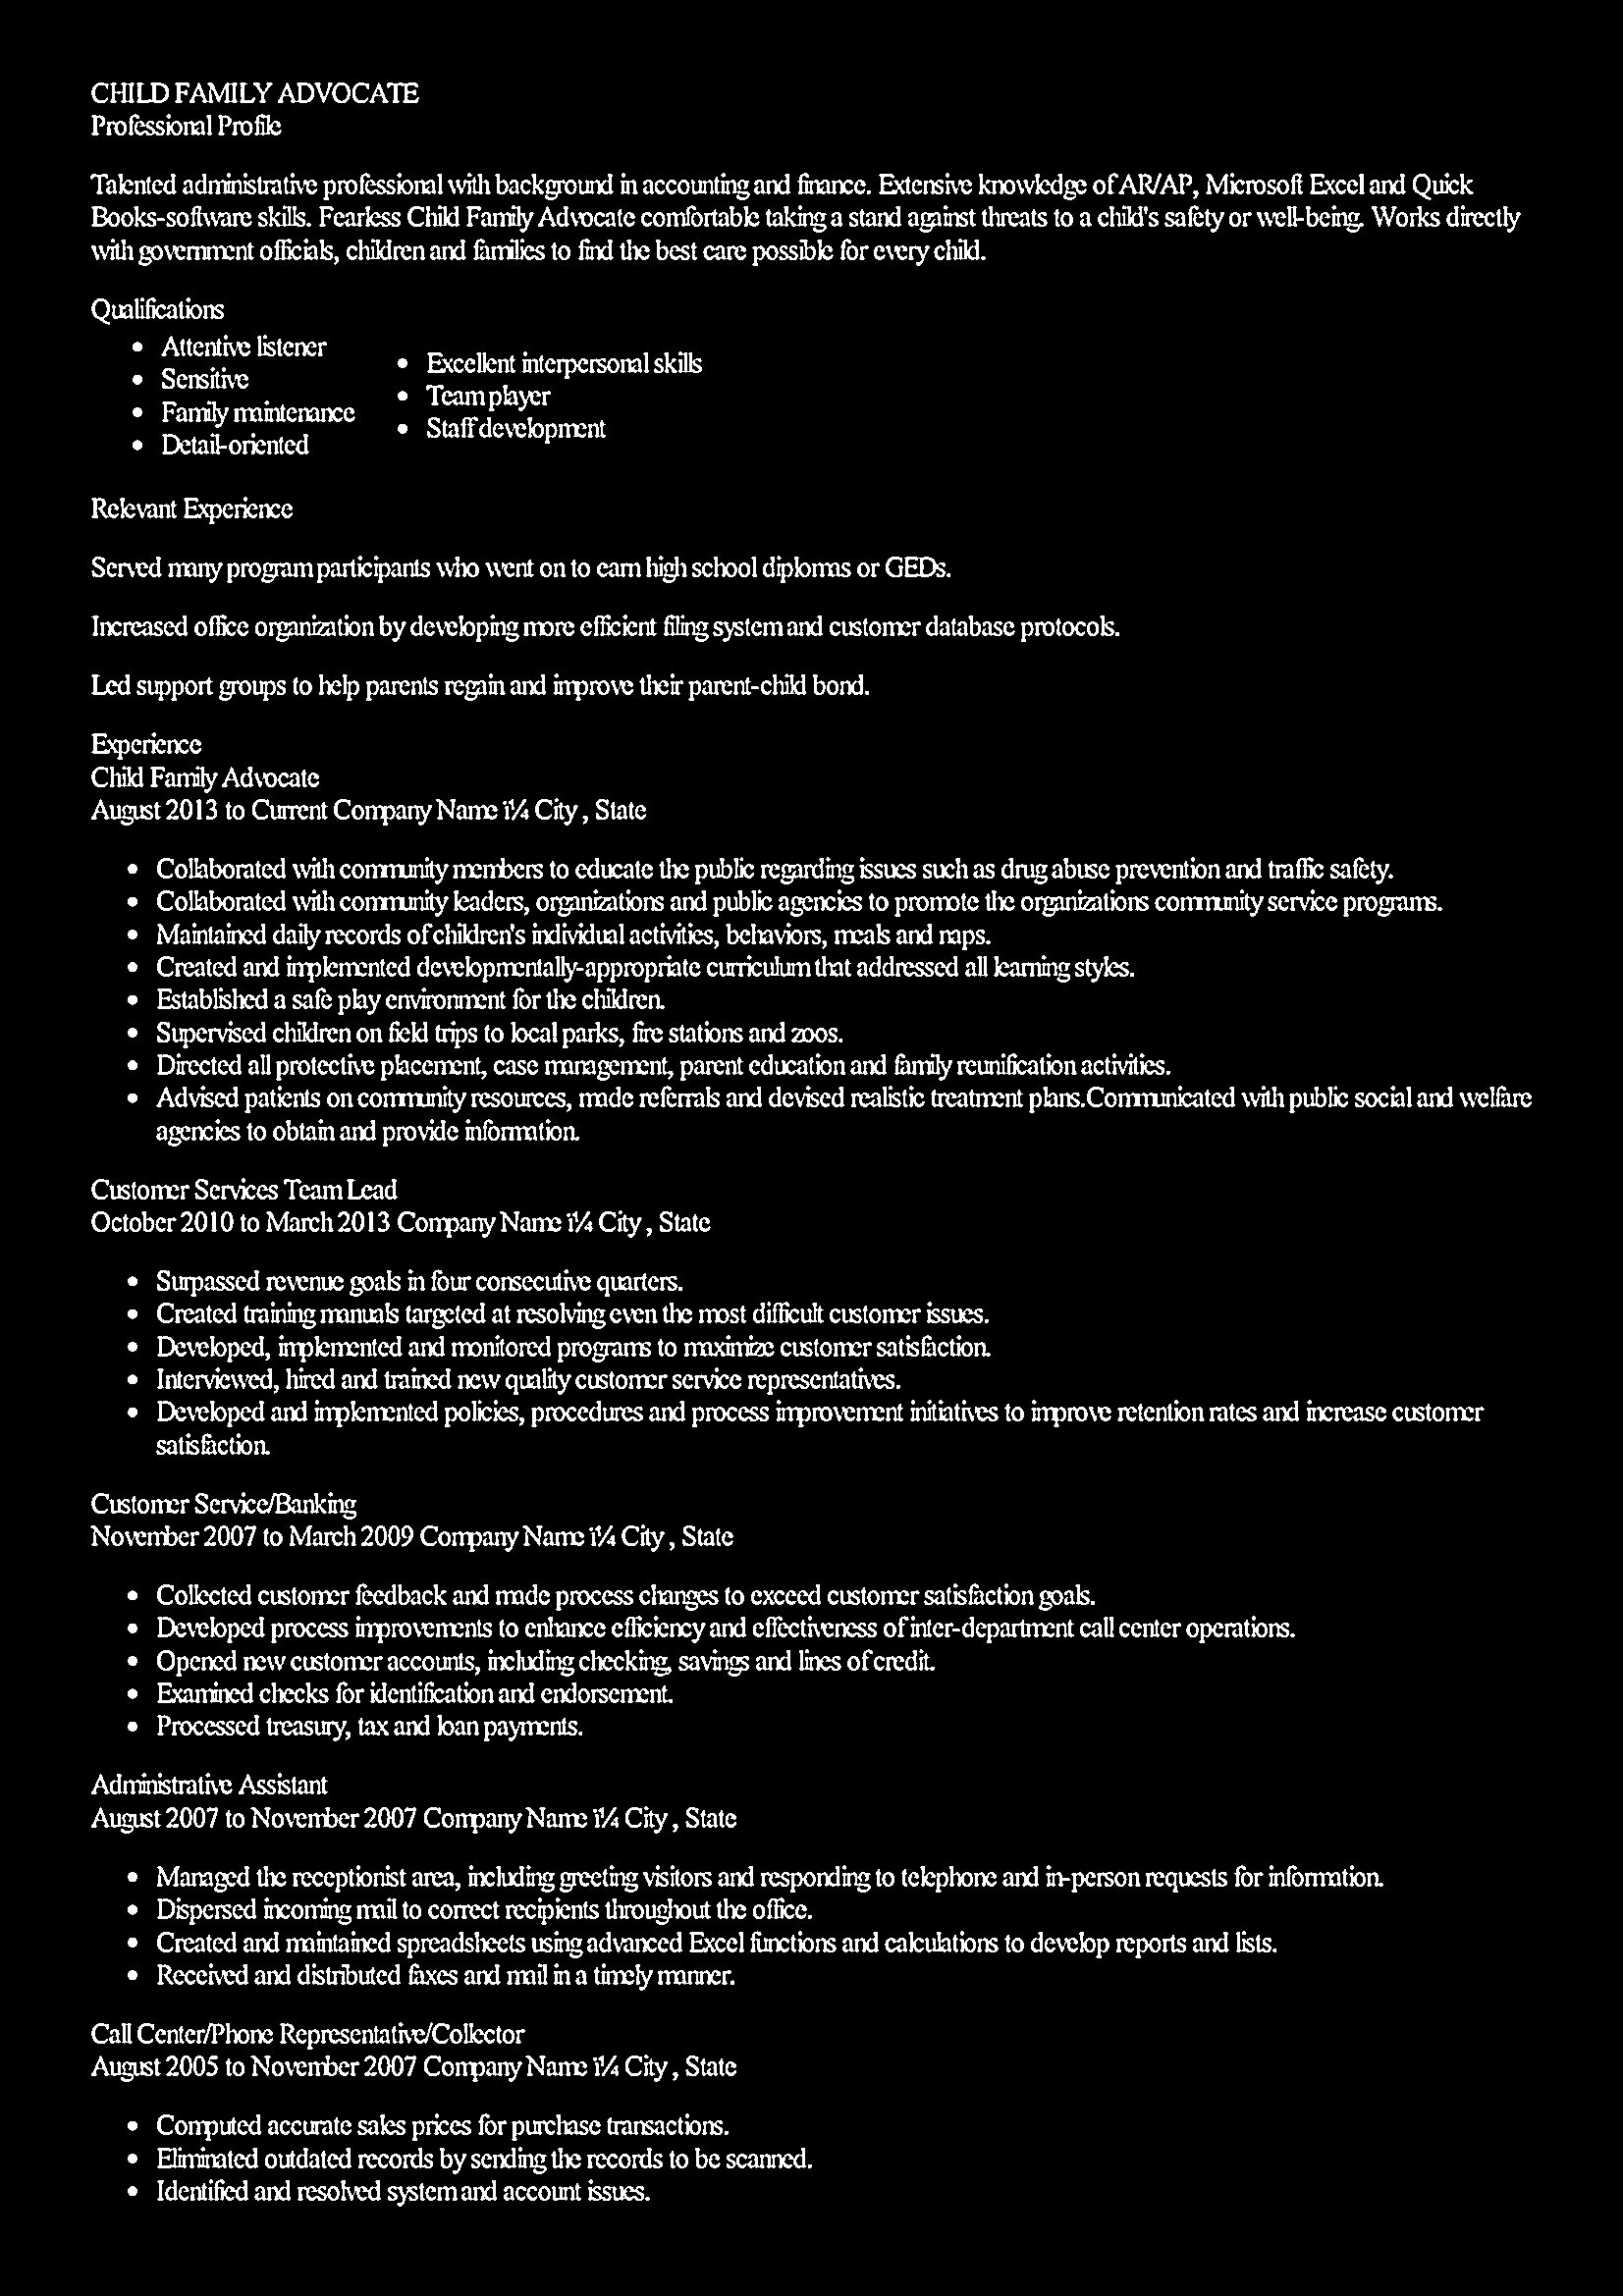 CHILD FAMILY ADVOCATE
Professional Profile
Talented administrative professional with background in accounting and finance. Extensive knowledge of AR/AP, Microsoft Excel and Quick
Books-software skills. Fearless Child Family Advocate comfortable taking a stand against threats to a child's safety or well-being. Works directly
with government officials, children and families to find the best care possible for every child.
Qualifications
• Attentive listener
• Sensitive
• Family maintenance
• Detail-oriented
• Excellent interpersonal skills
• Team player
• Staff development
Relevant Experience
Served many program participants who went on to earn high school diplomas or GEDs.
Increased office organization by developing more efficient filing system and customer database protocols.
Led support groups to help parents regain and improve their parent-child bond.
Experience
Child Family Advocate
August 2013 to Current Company Name ï¼ City , State
• Collaborated with community members to educate the public regarding issues such as drug abuse prevention and traffic safety.
• Collaborated with community leaders, organizations and public agencies to promote the organizations community service programs.
• Maintained daily records of children's individual activities, behaviors, meals and naps.
• Created and implemented developmentally-appropriate curriculum that addressed all learning styles.
• Established a safe play environment for the children.
• Supervised children on field trips to local parks, fire stations and zoos.
• Directed all protective placement, case management, parent education and family reunification activities.
• Advised patients on community resources, made referrals and devised realistic treatment plans.Communicated with public social and welfare
agencies to obtain and provide information.
Customer Services Team Lead
October 2010 to March 2013 Company Name ï¼ City , State
• Surpassed revenue goals in four consecutive quarters.
• Created training manuals targeted at resolving even the most difficult customer issues.
• Developed, implemented and monitored programs to maximize customer satisfaction.
• Interviewed, hired and trained new quality customer service representatives.
• Developed and implemented policies, procedures and process improvement initiatives to improve retention rates and increase customer
satisfaction.
Customer Service/Banking
November 2007 to March 2009 Company Name ï¼ City , State
• Collected customer feedback and made process changes to exceed customer satisfaction goals.
• Developed process improvements to enhance efficiency and effectiveness of inter-department call center operations.
• Opened new customer accounts, including checking, savings and lines of credit.
• Examined checks for identification and endorsement.
• Processed treasury, tax and loan payments.
Administrative Assistant
August 2007 to November 2007 Company Name ï¼ City , State
• Managed the receptionist area, including greeting visitors and responding to telephone and in-person requests for information.
• Dispersed incoming mail to correct recipients throughout the office.
• Created and maintained spreadsheets using advanced Excel functions and calculations to develop reports and lists.
• Received and distributed faxes and mail in a timely manner.
Call Center/Phone Representative/Collector
August 2005 to November 2007 Company Name ï¼ City , State
• Computed accurate sales prices for purchase transactions.
• Eliminated outdated records by sending the records to be scanned.
• Identified and resolved system and account issues.